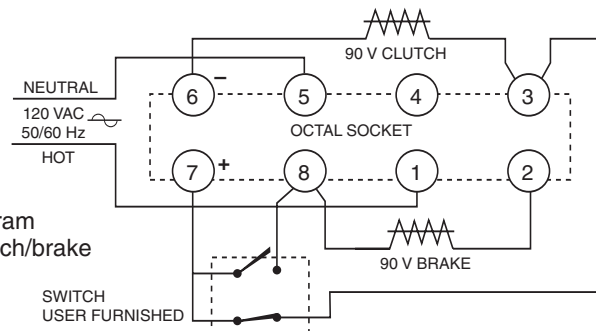 90 V CLUTCH
NEUTRAL
6 − 5 4 3
120 VAC
50/60 Hz
OCTAL SOCKET
HOT
7 + 8 1 2
ram
ch/brake
90 V BRAKE
SWITCH
USER FURNISHED